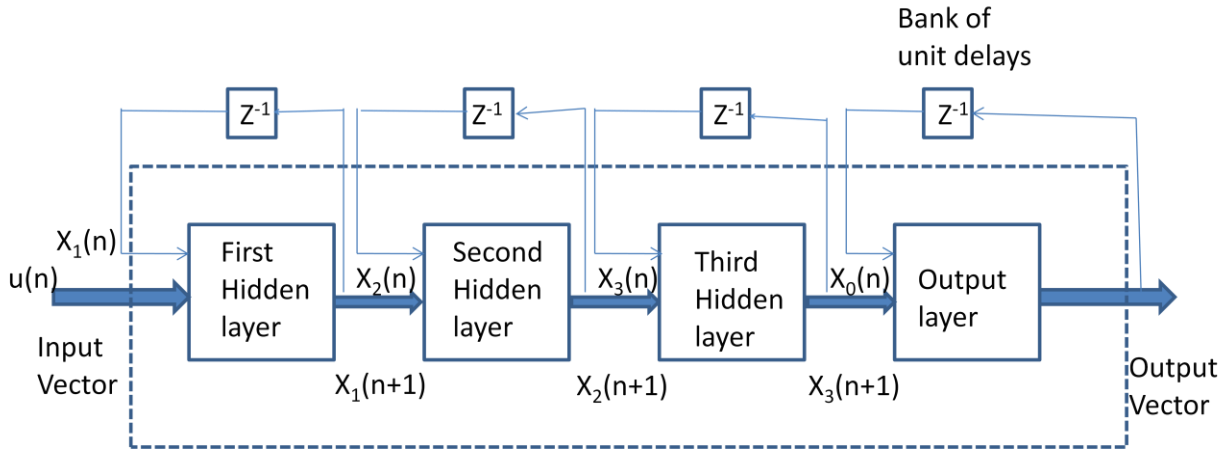 Bank of
unit delays
Z⁻¹
Z⁻¹
Z⁻¹
Z⁻¹
X₁(n)
u(n)
Input
Vector
First
Hidden
layer
X₁(n+1)
X₂(n)
Second
Hidden
layer
X₂(n+1)
X₃(n)
Third
Hidden
layer
X₃(n+1)
X₀(n)
Output
layer
Output
Vector